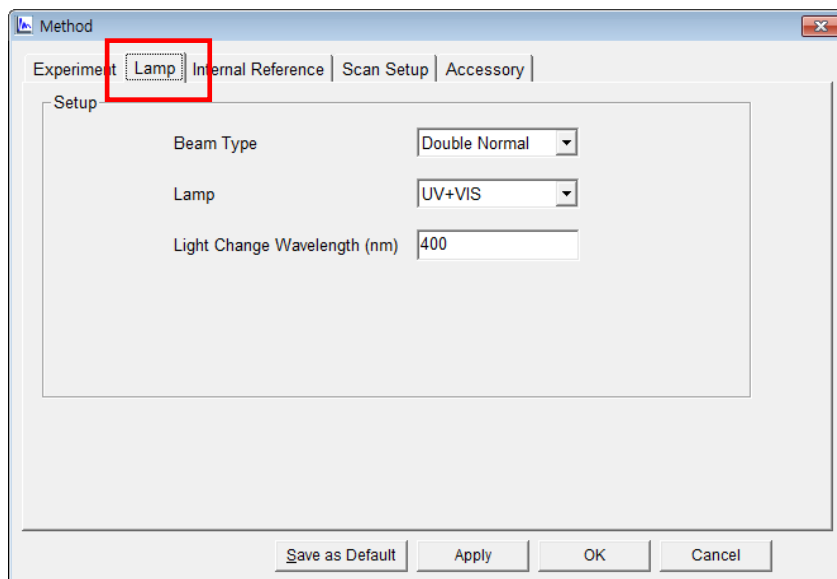 Method
Experiment Lamp Internal Reference Scan Setup Accessory
Setup
Beam Type Double Normal
Lamp UV+VIS
Light Change Wavelength (nm) 400
Save as Default Apply OK Cancel